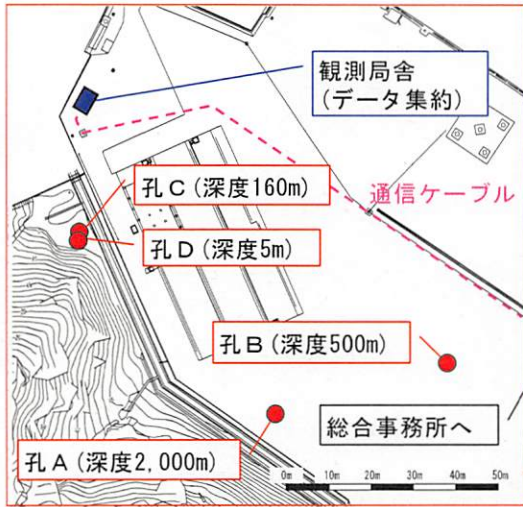 観測局舎
(データ集約)
通信ケーブル
孔C(深度160m)
孔D(深度5m)
孔B(深度500m)
総合事務所へ
孔A(深度2,000m)
0m 10m 20m 30m 40m 50m